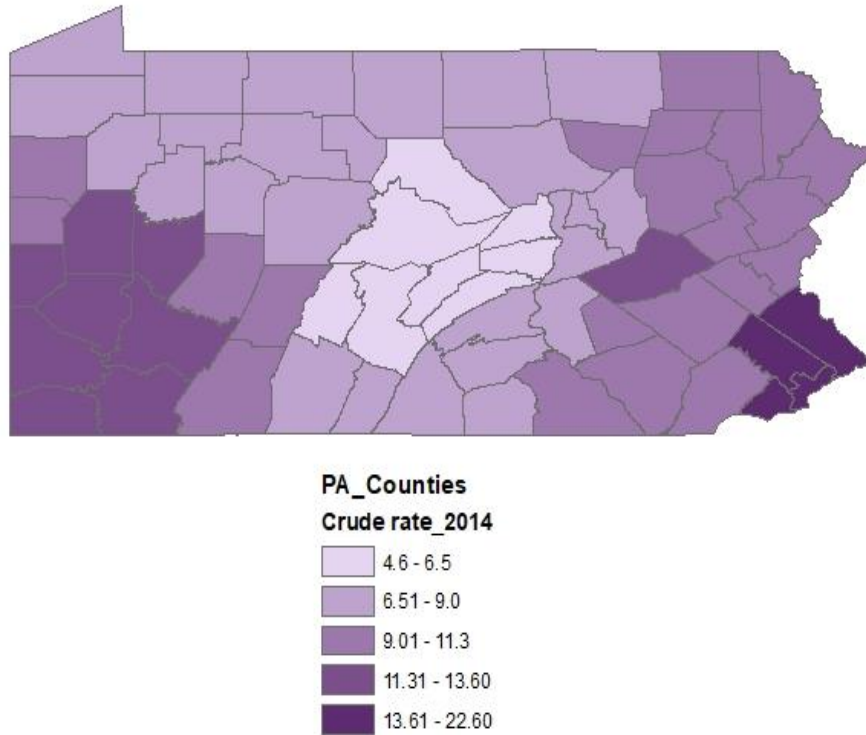 PA_Counties
Crude rate_2014
4.6 - 6.5
6.51 - 9.0
9.01 - 11.3
11.31 - 13.60
13.61 - 22.60